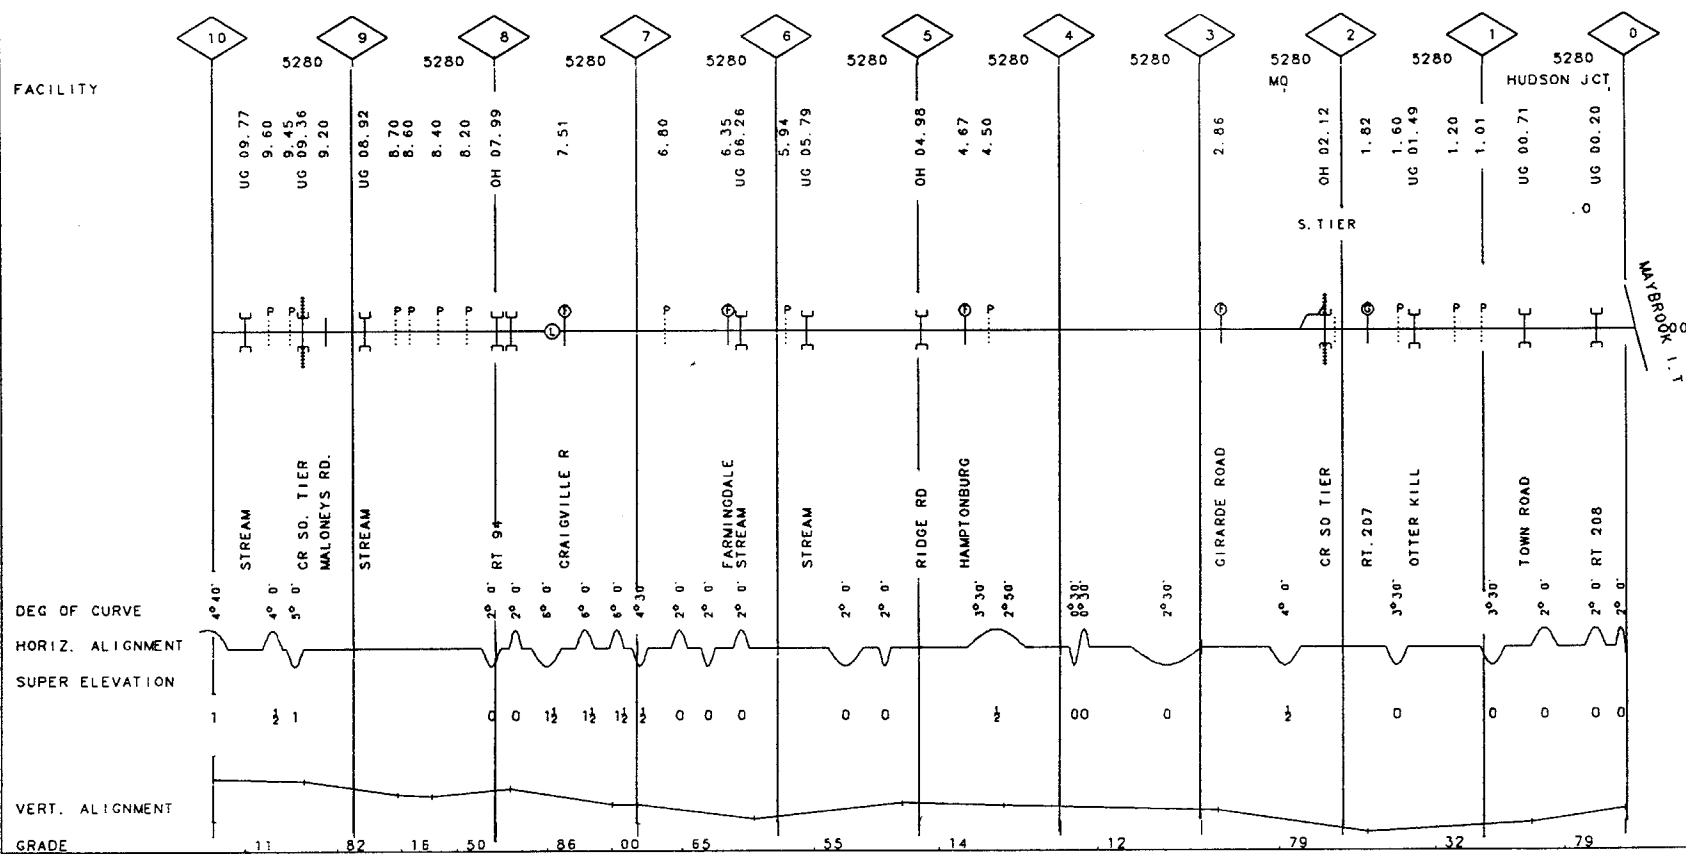 10 9 8 7 6 5 4 3 2 1 0
5280 5280 5280 5280 5280 5280 5280 5280 5280 5280
FACILITY
MQ
HUDSON JCT
UG 09.77
9.60
9.45
UG 09.36
9.20
UG 08.92
8.70
8.60
8.40
8.20
OH 07.99
7.51
6.80
6.35
UG 06.26
5.94
UG 05.79
OH 04.98
4.67
4.50
2.86
OH 02.12
1.82
1.60
UG 01.49
1.20
1.01
UG 00.71
UG 00.20
.0
S. TIER
P P P P P P L F P F P F P F G P P P
MAYBROOK I.T
00
STREAM
CR SD. TIER
MALONEYS RD.
STREAM
RT 94
CRAIGVILLE R
FARMINGDALE
STREAM
STREAM
RIDGE RD
HAMPTONBURG
GIRARDE ROAD
CR SD TIER
RT.207
OTTER KILL
TOWN ROAD
RT 208
DEG OF CURVE
4°40' 4° 0' 5° 0' 2° 0' 2° 0' 6° 0' 6° 0' 6° 0' 4°30' 2° 0' 2° 0' 2° 0' 2° 0' 2° 0' 3°30' 2°50' 0°30' 0°30' 2°30' 4° 0' 3°30' 3°30' 2° 0' 2° 0' 2° 0'
HORIZ. ALIGNMENT
SUPER ELEVATION
1 ½ 1 0 0 1½ 1½ 1½ ½ 0 0 0 0 0 ½ 0 0 0 ½ 0 0 0 0 0
VERT. ALIGNMENT
GRADE .11 .82 .16 .50 .86 .00 .65 .55 .14 .12 .79 .32 .79